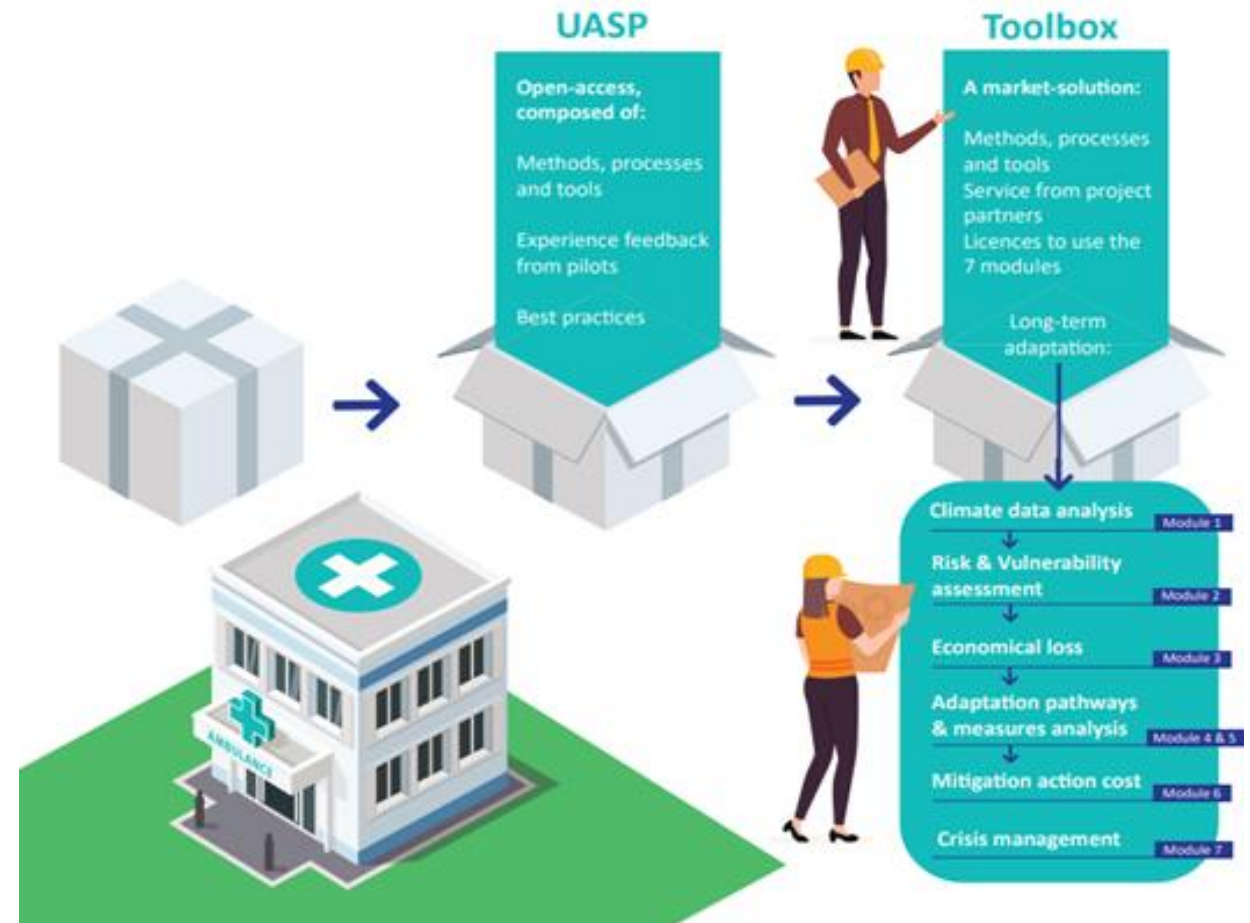 UASP
Open-access,
composed of:
Methods, processes
and tools
Experience feedback
from pilots
Best practices
Toolbox
A market-solution:
Methods, processes
and tools
Service from project
partners
Licences to use the
7 modules
Long-term
adaptation:
Climate data analysis
Module 1
Risk & Vulnerability
assessment
Module 2
Economical loss
Module 3
Adaptation pathways
& measures analysis
Module 4 & 5
Mitigation action cost
Module 6
Crisis management
Module 7
AMBULANCE